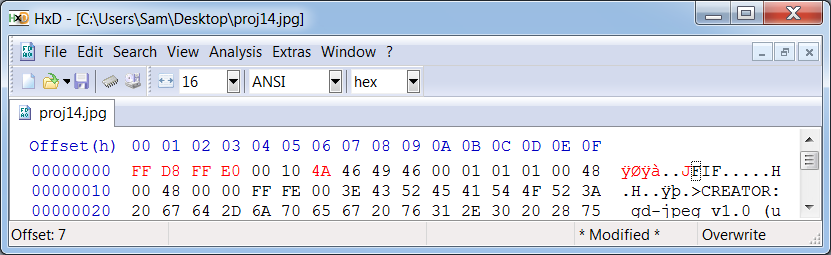 HxD - [C:\Users\Sam\Desktop\proj14.jpg]
File Edit Search View Analysis Extras Window ?
16 ANSI hex
proj14.jpg
Offset(h) 00 01 02 03 04 05 06 07 08 09 0A 0B 0C 0D 0E 0F
00000000 FF D8 FF E0 00 10 4A 46 49 46 00 01 01 01 00 48 ÿØÿà..JFIF.....H
00000010 00 48 00 00 FF FE 00 3E 43 52 45 41 54 4F 52 3A .H..ÿþ.>CREATOR:
00000020 20 67 64 2D 6A 70 65 67 20 76 31 2E 30 20 28 75 gd-jpeg v1.0 (u
Offset: 7 * Modified * Overwrite